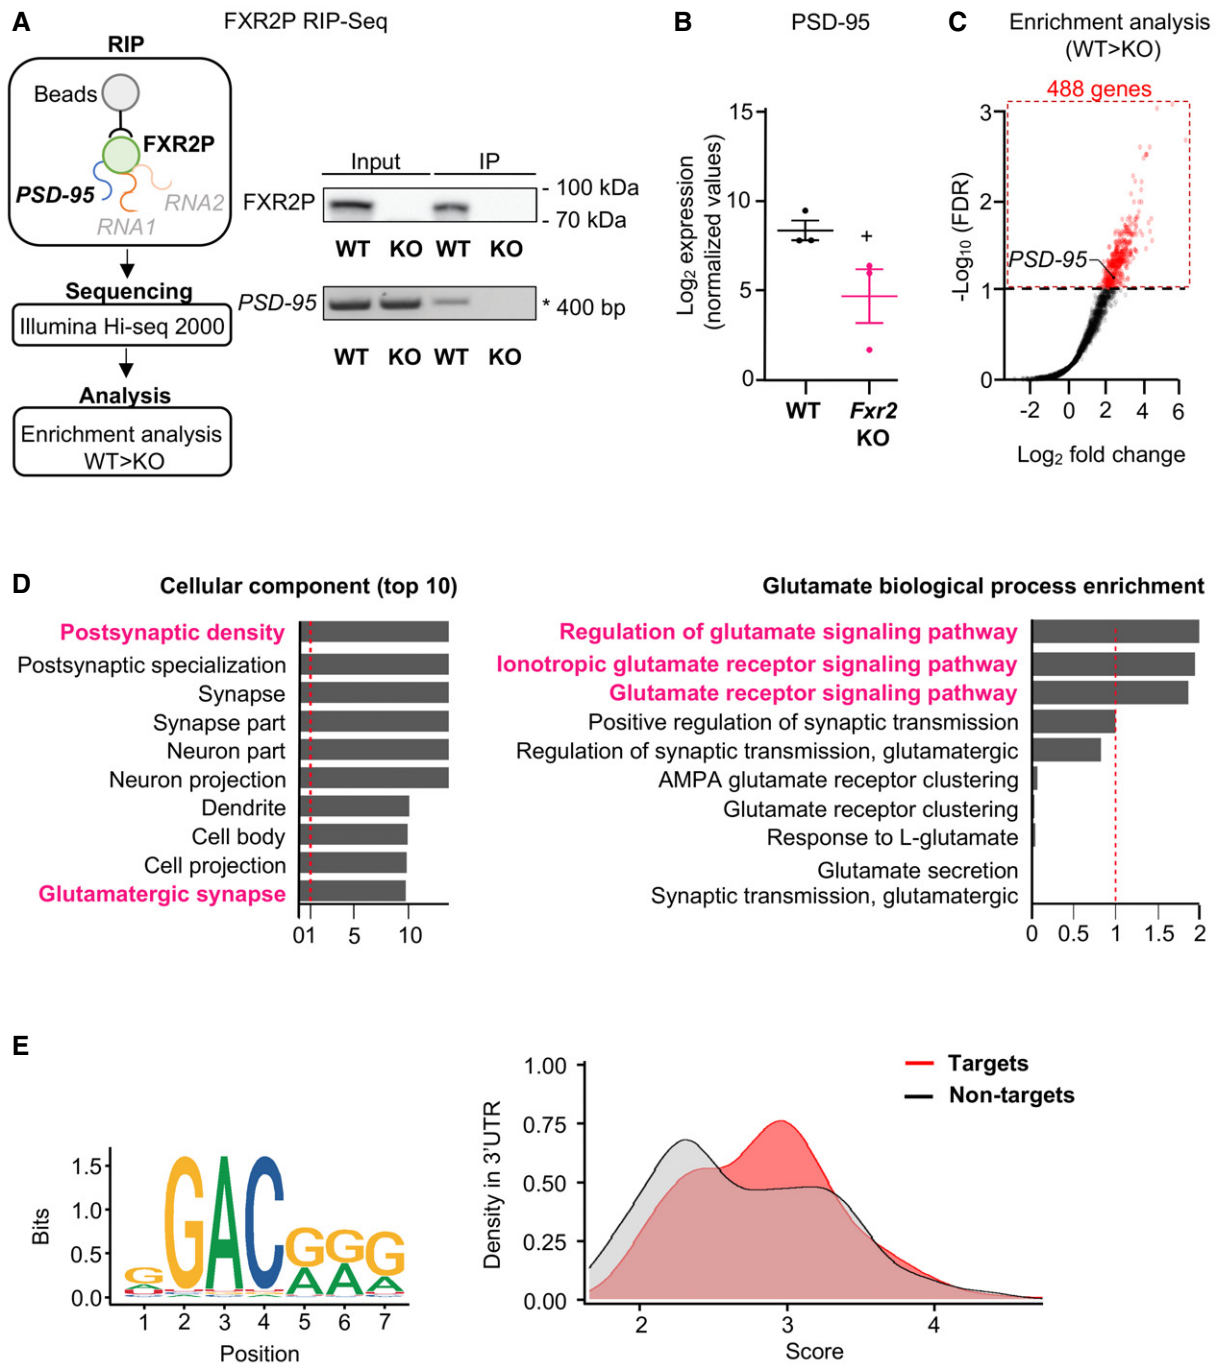 A
FXR2P RIP-Seq
RIP
Beads
FXR2P
PSD-95
RNA2
RNA1
Sequencing
Illumina Hi-seq 2000
Analysis
Enrichment analysis
WT>KO
Input IP
FXR2P
- 100 kDa
- 70 kDa
WT KO WT KO
PSD-95
* 400 bp
WT KO WT KO
B
PSD-95
Log2 expression
(normalized values)
15
10
5
0
+
WT
Fxr2
KO
C
Enrichment analysis
(WT>KO)
488 genes
-Log10 (FDR)
3
2
1
0
PSD-95
-2 0 2 4 6
Log2 fold change
D
Cellular component (top 10)
Postsynaptic density
Postsynaptic specialization
Synapse
Synapse part
Neuron part
Neuron projection
Dendrite
Cell body
Cell projection
Glutamatergic synapse
01 5 10
Glutamate biological process enrichment
Regulation of glutamate signaling pathway
Ionotropic glutamate receptor signaling pathway
Glutamate receptor signaling pathway
Positive regulation of synaptic transmission
Regulation of synaptic transmission, glutamatergic
AMPA glutamate receptor clustering
Glutamate receptor clustering
Response to L-glutamate
Glutamate secretion
Synaptic transmission, glutamatergic
0 0.5 1 1.5 2
E
Bits
1.5
1.0
0.5
0.0
G GAC GGG
A AAA
1 2 3 4 5 6 7
Position
Density in 3'UTR
1.00
0.75
0.50
0.25
0.00
Targets
Non-targets
2 3 4
Score